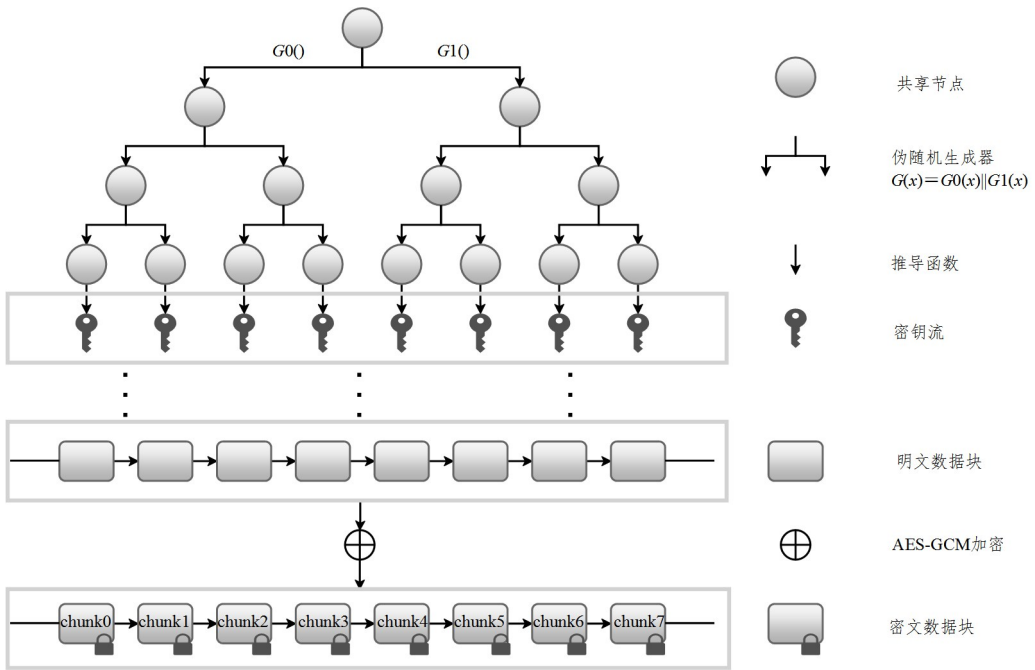 G0()
G1()
共享节点
伪随机生成器
G(x)=G0(x)||G1(x)
推导函数
密钥流
明文数据块
AES-GCM加密
chunk0 chunk1 chunk2 chunk3 chunk4 chunk5 chunk6 chunk7
密文数据块